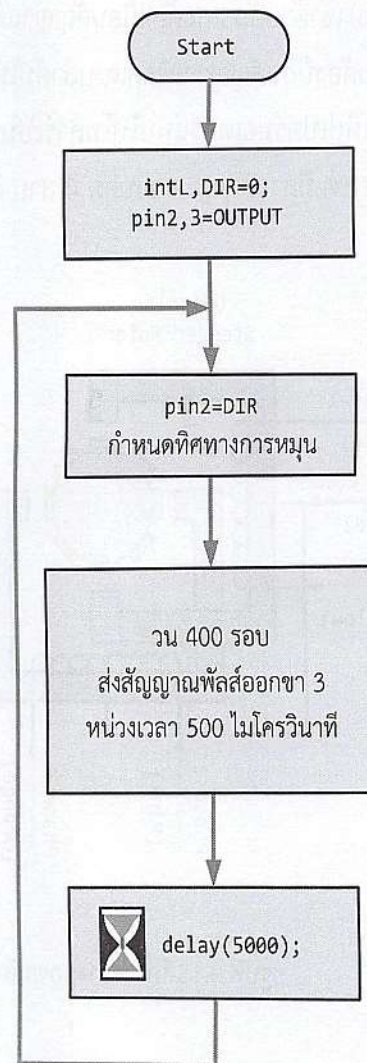 Start
intL,DIR=0;
pin2,3=OUTPUT
pin2=DIR
กำหนดทิศทางการหมุน
วน 400 รอบ
ส่งสัญญาณพัลส์ออกขา 3
หน่วงเวลา 500 ไมโครวินาที
delay(5000);